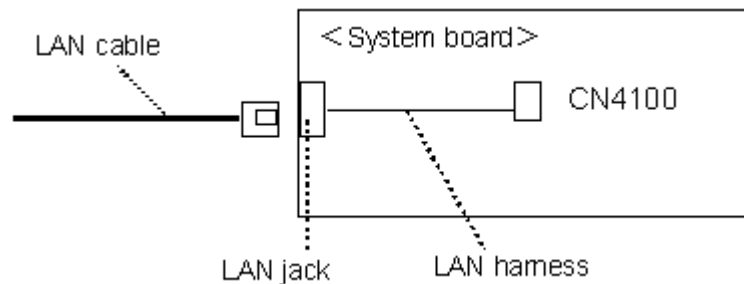 LAN cable
＜System board＞
CN4100
LAN jack
LAN harness